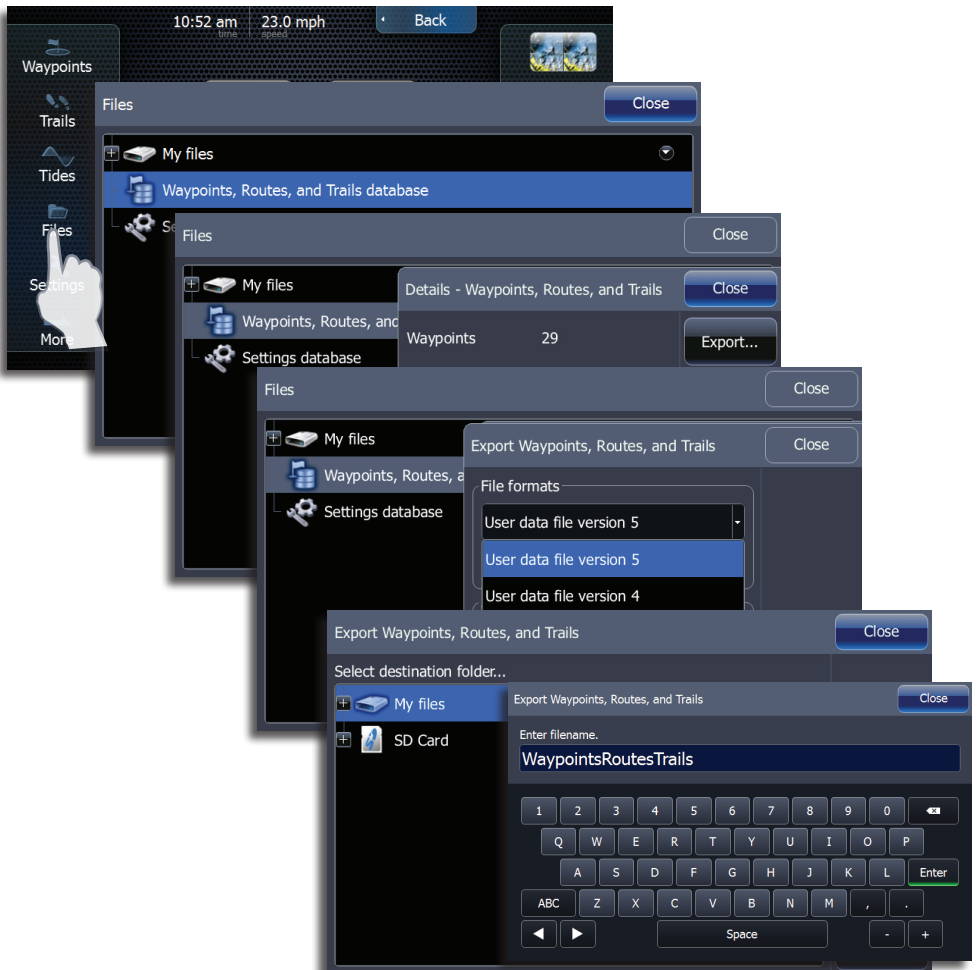 10:52 am
time
23.0 mph
speed
Back
Waypoints
Trails
Tides
Files
Settings
More
Files
Close
My files
Waypoints, Routes, and Trails database
Se
Files
Close
My files
Waypoints, Routes, and
Settings database
Details - Waypoints, Routes, and Trails
Close
Waypoints 29
Export...
Files
Close
My files
Waypoints, Routes, a
Settings database
Export Waypoints, Routes, and Trails
Close
File formats
User data file version 5
User data file version 5
User data file version 4
Export Waypoints, Routes, and Trails
Close
Select destination folder...
My files
SD Card
Export Waypoints, Routes, and Trails
Close
Enter filename.
WaypointsRoutesTrails
1 2 3 4 5 6 7 8 9 0
Q W E R T Y U I O P
A S D F G H J K L Enter
ABC Z X C V B N M , .
Space - +